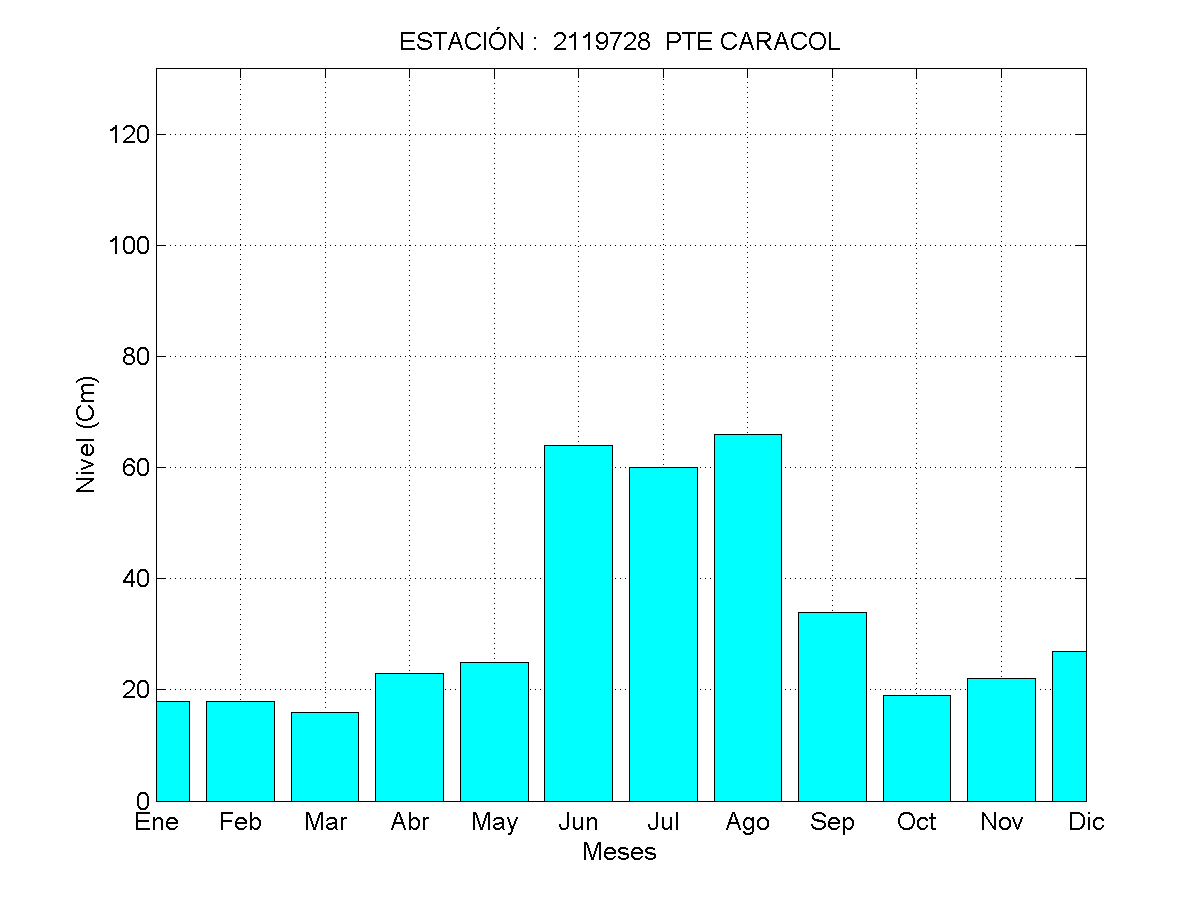 ESTACIÓN :  2119728  PTE CARACOL
120
100
80
60
40
20
0
Nivel (Cm)
Ene Feb Mar Abr May Jun Jul Ago Sep Oct Nov Dic
Meses